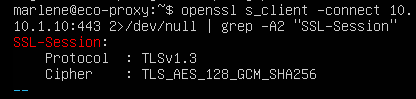 marlene@eco-proxy:~$ openssl s_client -connect 10.
10.1.10:443 2>/dev/null | grep -A2 "SSL-Session"
SSL-Session:
    Protocol  : TLSv1.3
    Cipher    : TLS_AES_128_GCM_SHA256
--